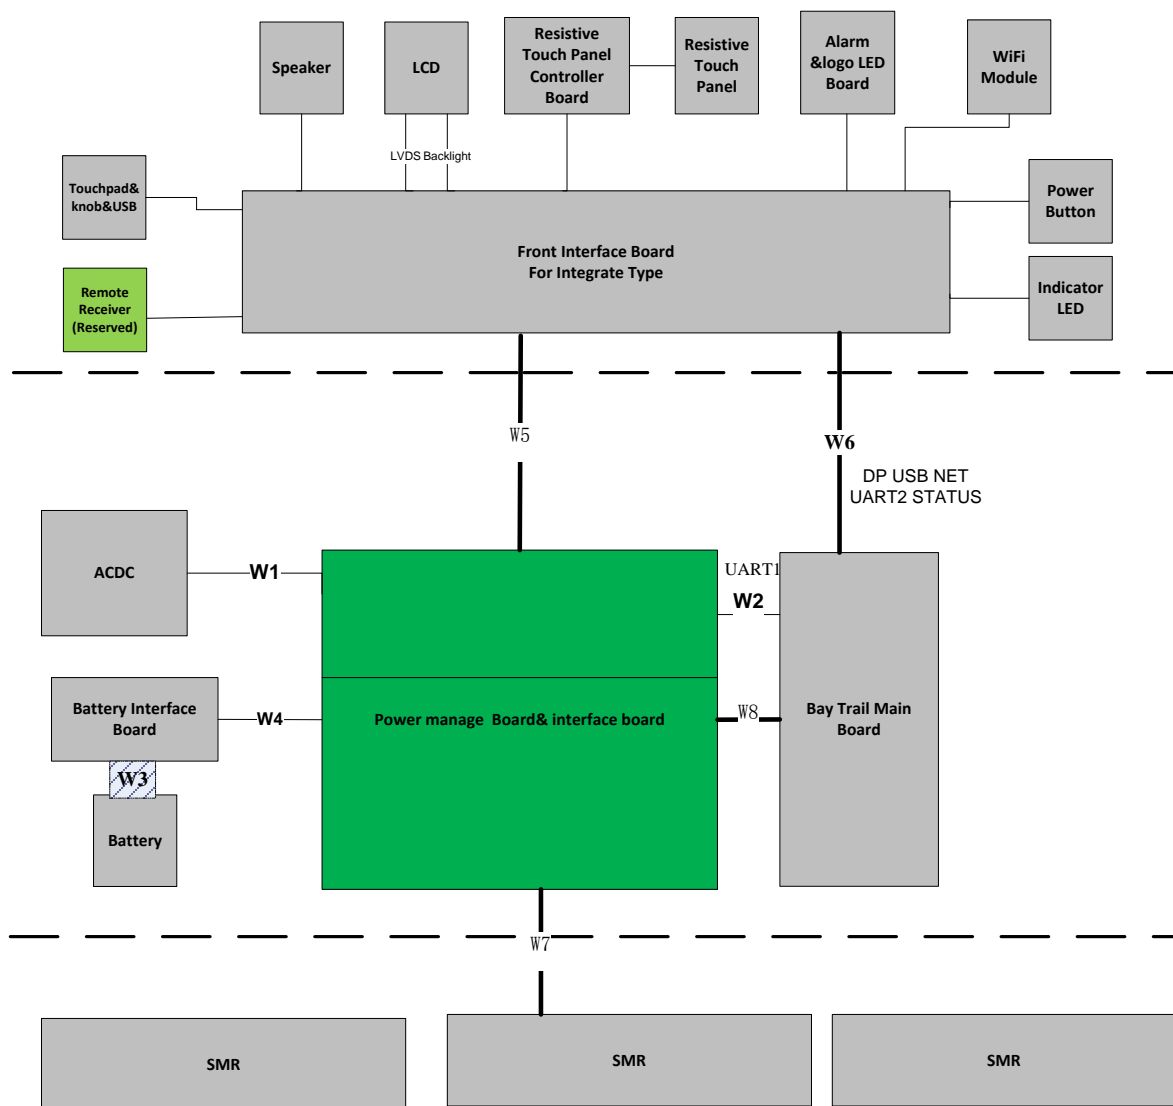 Speaker
LCD
Resistive
Touch Panel
Controller
Board
Resistive
Touch
Panel
Alarm
&logo LED
Board
WiFi
Module
LVDS Backlight
Touchpad&
knob&USB
Power
Button
Front Interface Board
For Integrate Type
Remote
Receiver
(Reserved)
Indicator
LED
W5
W6
DP USB NET
UART2 STATUS
ACDC
W1
UART1
W2
Battery Interface
Board
W4
Power manage Board& interface board
W8
Bay Trail Main
Board
W3
Battery
W7
SMR
SMR
SMR